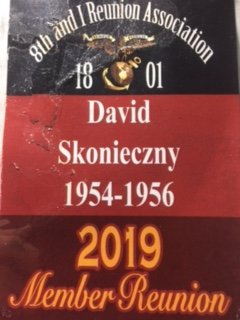 8th and I Reunion Association
18 01
David
Skonieczny
1954-1956
2019
Member Reunion